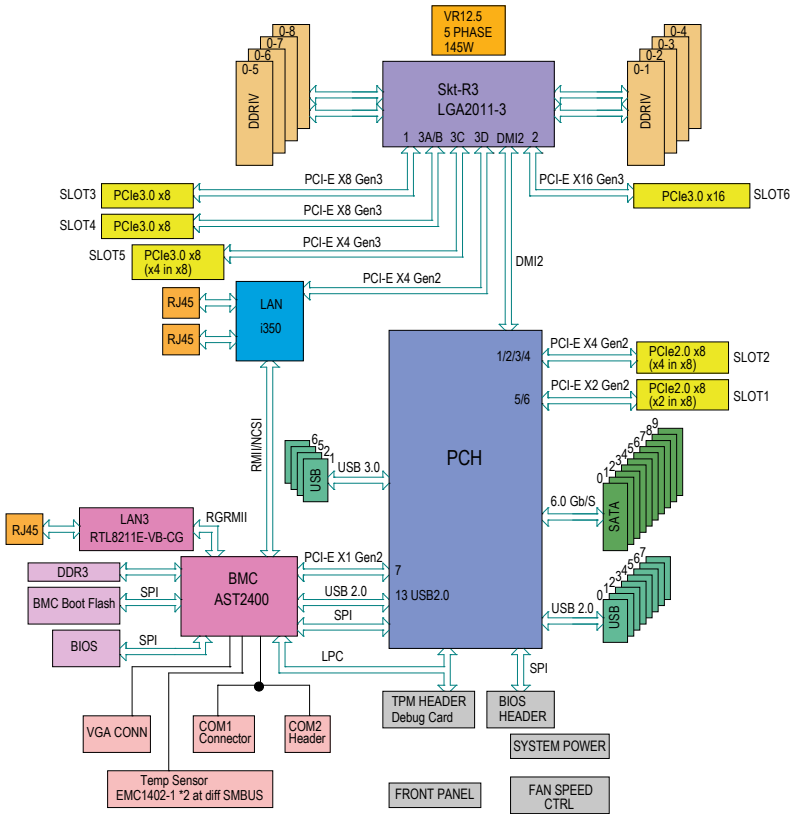 VR12.5
5 PHASE
145W
0-8
0-7
0-6
0-5
DDRIV
Skt-R3
LGA2011-3
1 3A/B 3C 3D DMI2 2
0-4
0-3
0-2
0-1
DDRIV
PCI-E X8 Gen3
PCI-E X16 Gen3
SLOT3 PCIe3.0 x8
PCIe3.0 x16 SLOT6
PCI-E X8 Gen3
SLOT4 PCIe3.0 x8
PCI-E X4 Gen3
SLOT5 PCIe3.0 x8
(x4 in x8)
DMI2
PCI-E X4 Gen2
RJ45
LAN
i350
RJ45
1/2/3/4
PCI-E X4 Gen2
PCIe2.0 x8
(x4 in x8)
SLOT2
5/6
PCI-E X2 Gen2
PCIe2.0 x8
(x2 in x8)
SLOT1
PCH
RMII/NCSI
6
5
2
1
USB
USB 3.0
6.0 Gb/S
0
1
2
3
4
5
6
7
8
9
SATA
RJ45
LAN3
RTL8211E-VB-CG
RGRMII
DDR3
BMC
AST2400
PCI-E X1 Gen2
7
BMC Boot Flash
SPI
USB 2.0
13 USB2.0
SPI
BIOS
SPI
LPC
USB 2.0
0
1
2
3
4
5
6
7
USB
SPI
VGA CONN
COM1
Connector
COM2
Header
TPM HEADER
Debug Card
BIOS
HEADER
SYSTEM POWER
Temp Sensor
EMC1402-1 *2 at diff SMBUS
FRONT PANEL
FAN SPEED
CTRL